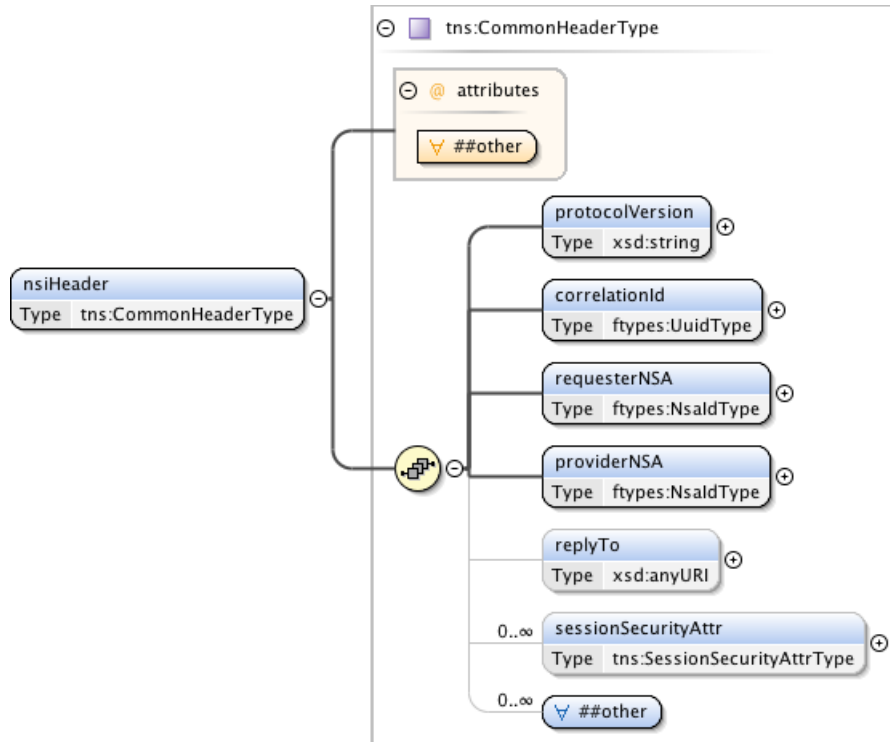 tns:CommonHeaderType
@ attributes
##other
nsiHeader
Type tns:CommonHeaderType
protocolVersion
Type xsd:string
correlationId
Type ftypes:UuidType
requesterNSA
Type ftypes:NsaIdType
providerNSA
Type ftypes:NsaIdType
replyTo
Type xsd:anyURI
0..∞
sessionSecurityAttr
Type tns:SessionSecurityAttrType
0..∞
##other